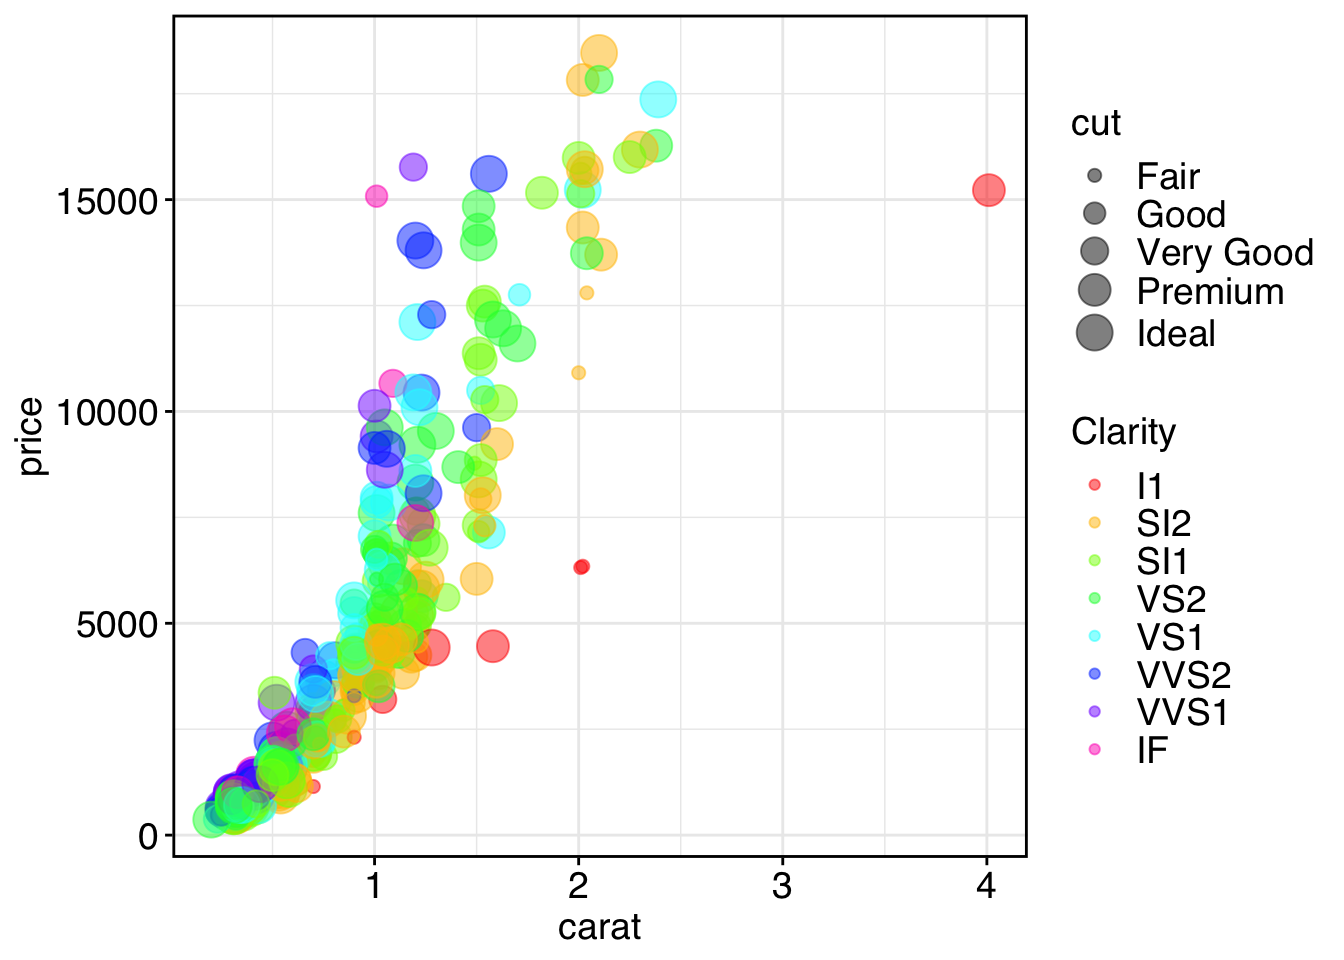 price
15000
10000
5000
0
1 2 3 4
carat
cut
Fair
Good
Very Good
Premium
Ideal
Clarity
I1
SI2
SI1
VS2
VS1
VVS2
VVS1
IF